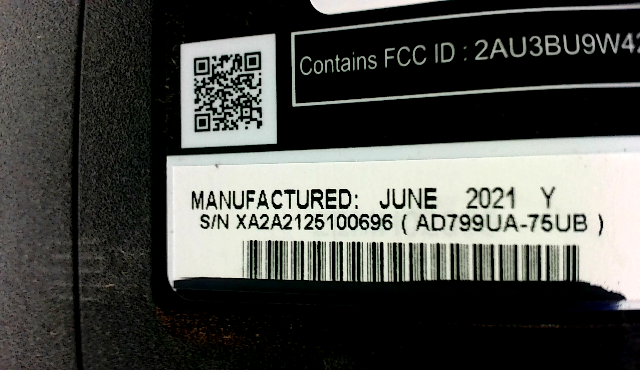 Contains FCC ID : 2AU3BU9W42
MANUFACTURED: JUNE 2021 Y
S/N XA2A2125100696 ( AD799UA-75UB )